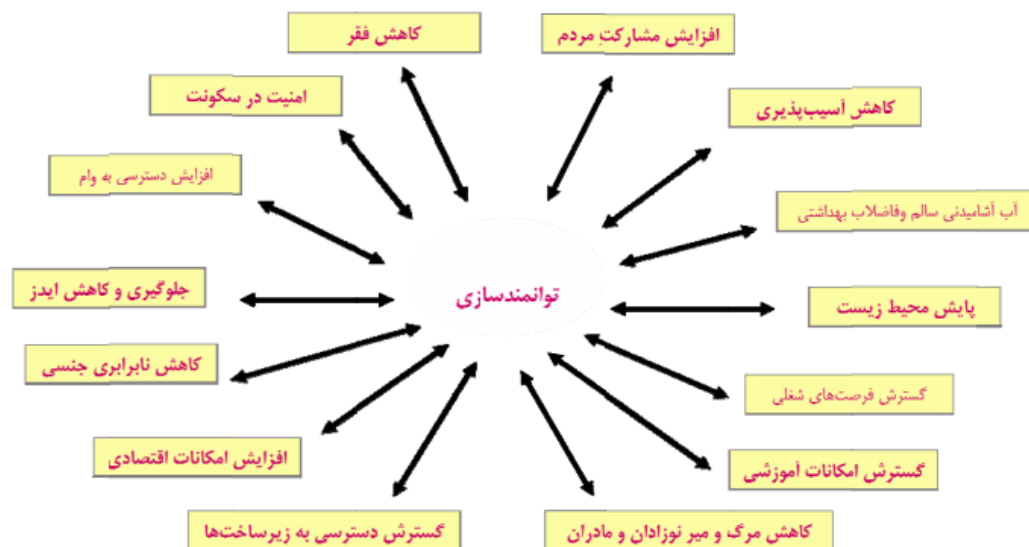 افزایش مشارکتِ مردم
کاهش فقر
امنیت در سکونت
کاهش آسیب‌پذیری
افزایش دسترسی به وام
آب آشامیدنی سالم وفاضلاب بهداشتی
جلوگیری و کاهش ایدز
توانمندسازی
پایش محیط زیست
کاهش نابرابری جنسی
گسترش فرصت‌های شغلی
افزایش امکانات اقتصادی
گسترش امکانات آموزشی
گسترش دسترسی به زیرساخت‌ها
کاهش مرگ و میر نوزادان و مادران